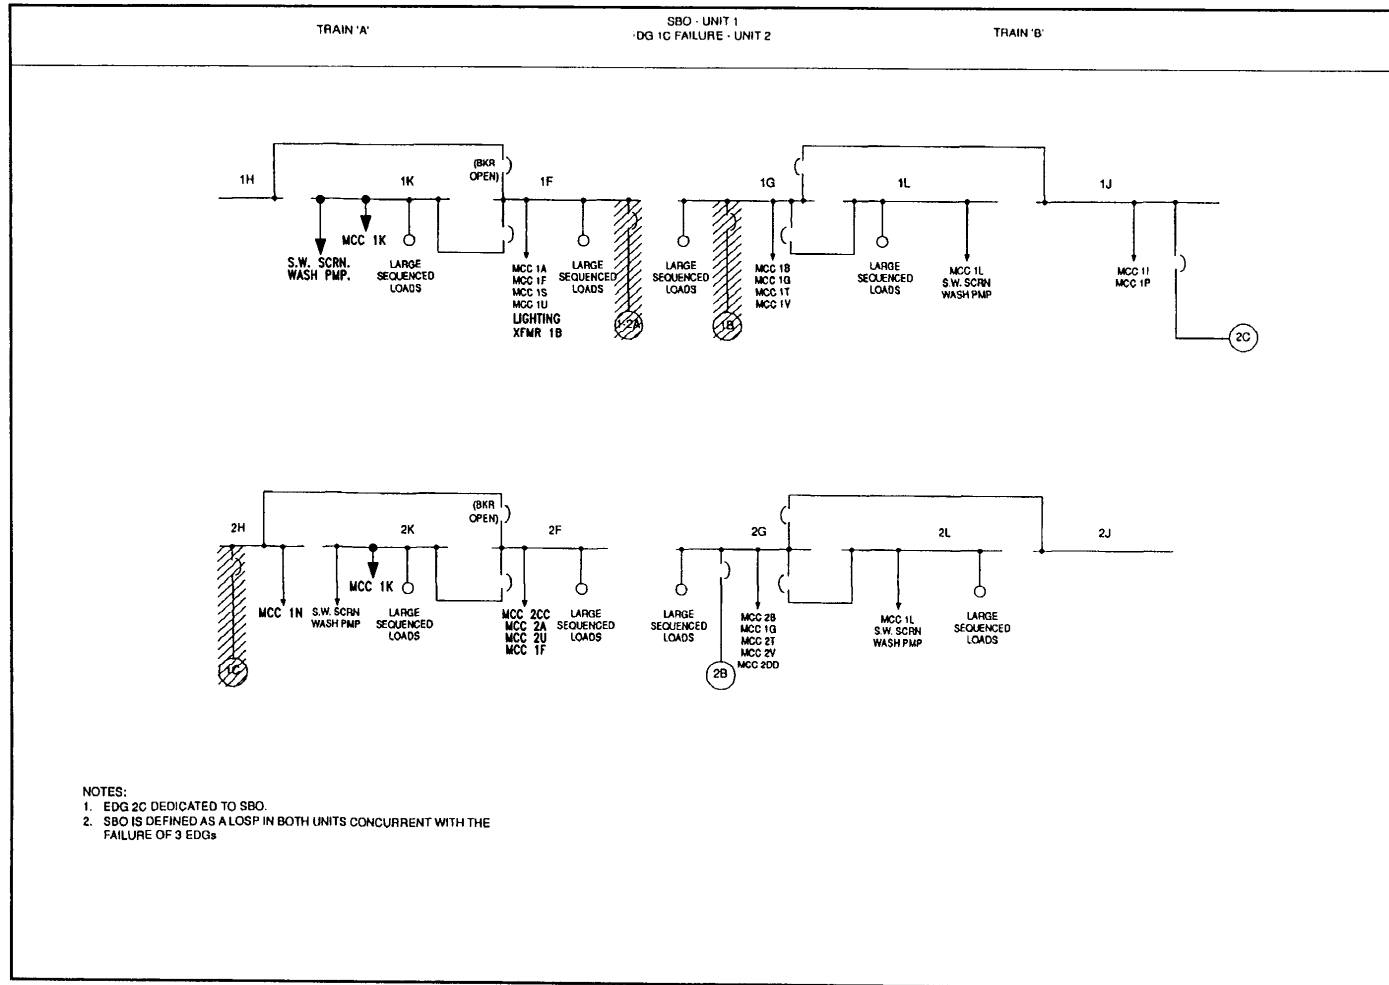 SBO - UNIT 1
TRAIN 'A'
-DG 1C FAILURE - UNIT 2
TRAIN 'B'
(BKR
OPEN)
1H
1K
1F
1G
1L
1J
S.W. SCRN.
WASH PMP.
MCC 1K
LARGE
SEQUENCED
LOADS
MCC 1A
MCC 1F
MCC 1S
MCC 1U
LIGHTING
XFMR 1B
LARGE
SEQUENCED
LOADS
1-2A
LARGE
SEQUENCED
LOADS
1B
MCC 1B
MCC 1G
MCC 1T
MCC 1V
LARGE
SEQUENCED
LOADS
MCC 1L
S.W. SCRN
WASH PMP
MCC 1P
2C
(BKR
OPEN)
2H
2K
2F
2G
2L
2J
1C
MCC 1N
S.W. SCRN
WASH PMP
MCC 1K
LARGE
SEQUENCED
LOADS
MCC 2CC
MCC 2A
MCC 2U
MCC 1F
LARGE
SEQUENCED
LOADS
LARGE
SEQUENCED
LOADS
2B
MCC 2B
MCC 1G
MCC 2T
MCC 2V
MCC 2DD
MCC 1L
S.W. SCRN
WASH PMP
LARGE
SEQUENCED
LOADS
NOTES:
1. EDG 2C DEDICATED TO SBO.
2. SBO IS DEFINED AS A LOSP IN BOTH UNITS CONCURRENT WITH THE
FAILURE OF 3 EDGs